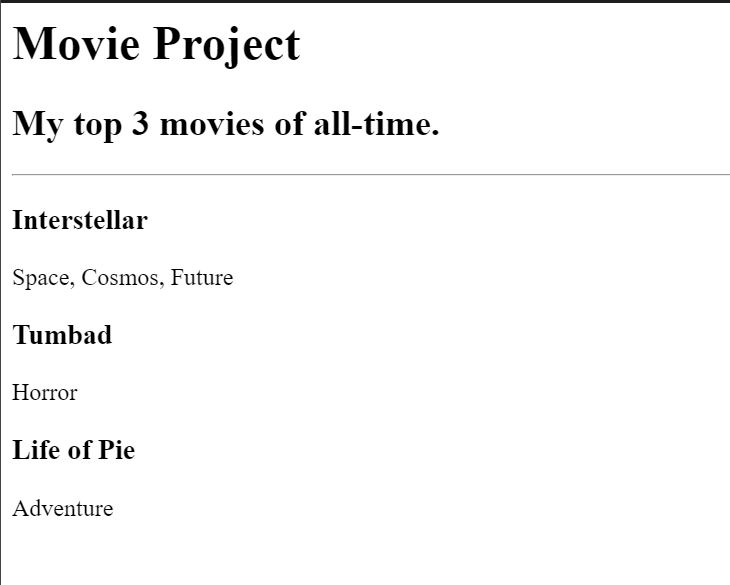 Movie Project
My top 3 movies of all-time.
Interstellar
Space, Cosmos, Future
Tumbad
Horror
Life of Pie
Adventure